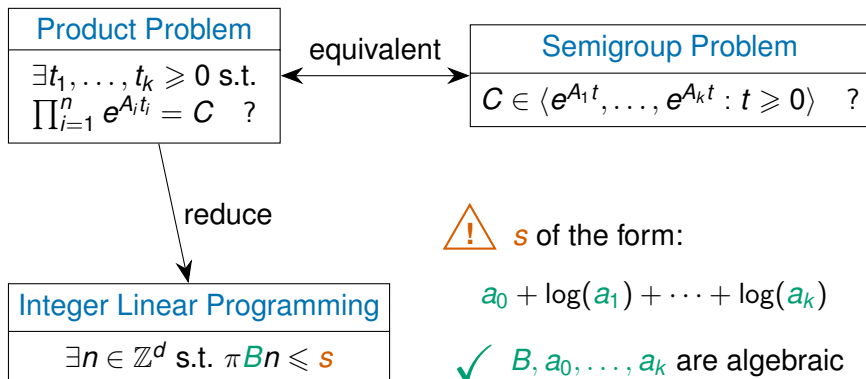 Product Problem
∃t₁, . . . , tₖ ⩾ 0 s.t.
∏ⁿᵢ₌₁ e^{Aᵢtᵢ} = C ?
equivalent
Semigroup Problem
C ∈ ⟨e^{A₁t}, . . . , e^{Aₖt} : t ⩾ 0⟩ ?
reduce
Integer Linear Programming
∃n ∈ ℤᵈ s.t. πBn ⩽ s
! s of the form:
a₀ + log(a₁) + · · · + log(aₖ)
✓ B, a₀, . . . , aₖ are algebraic